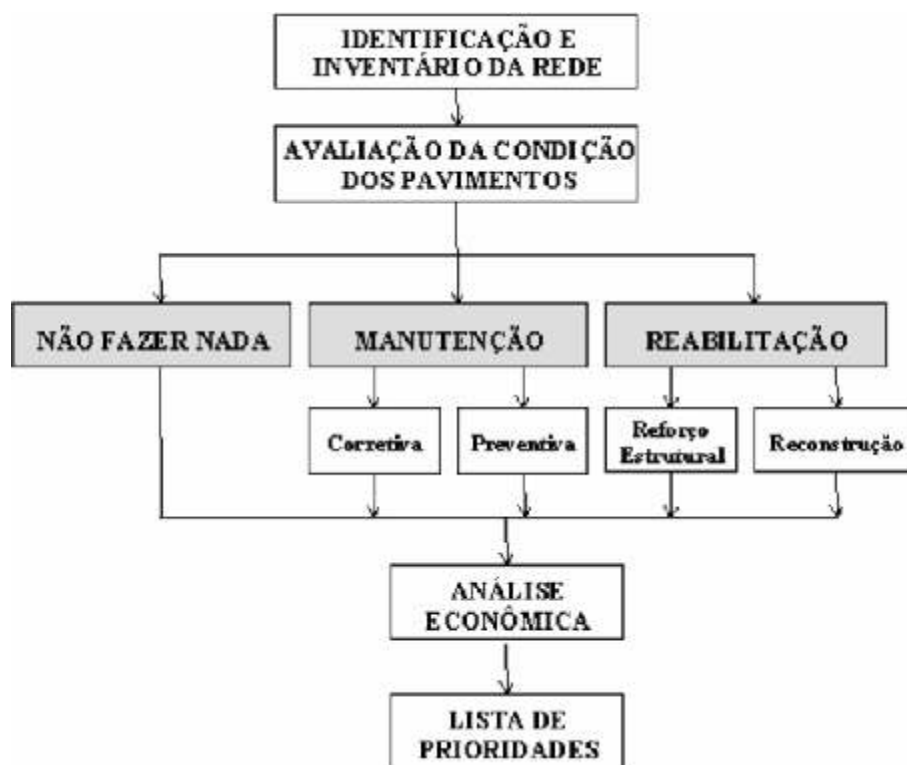 IDENTIFICAÇÃO E
INVENTÁRIO DA REDE
AVALIAÇÃO DA CONDIÇÃO
DOS PAVIMENTOS
NÃO FAZER NADA
MANUTENÇÃO
REABILITAÇÃO
Corretiva
Preventiva
Reforço
Estrutural
Reconstrução
ANÁLISE
ECONÔMICA
LISTA DE
PRIORIDADES